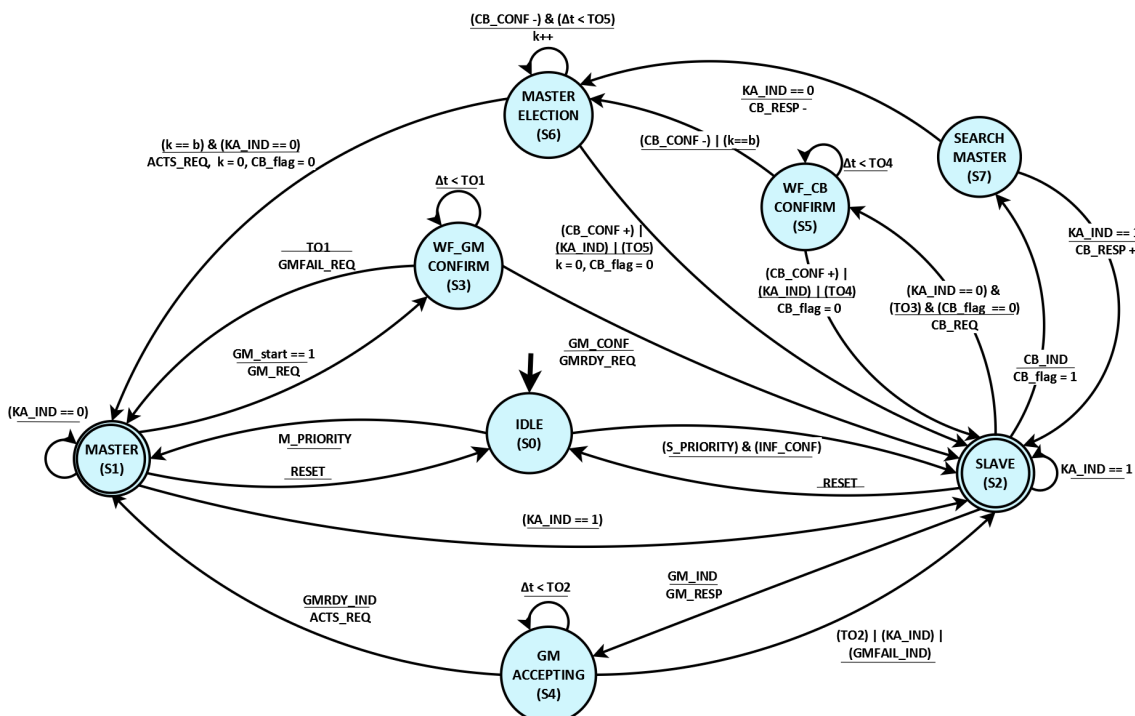 (CB_CONF -) & (Δt < TO5)
k++
MASTER
ELECTION
(S6)
KA_IND == 0
CB_RESP -
SEARCH
MASTER
(S7)
(k == b) & (KA_IND == 0)
ACTS_REQ,  k = 0, CB_flag = 0
(CB_CONF -) | (k==b)
Δt < TO4
WF_CB
CONFIRM
(S5)
Δt < TO1
WF_GM
CONFIRM
(S3)
TO1
GMFAIL_REQ
(CB_CONF +) |
(KA_IND) | (TO5)
k = 0, CB_flag = 0
(CB_CONF +) |
(KA_IND) | (TO4)
CB_flag = 0
(KA_IND == 0) &
(TO3) & (CB_flag == 0)
CB_REQ
KA_IND == 1
CB_RESP +
GM_start == 1
GM_REQ
GM_CONF
GMRDY_REQ
CB_IND
CB_flag = 1
(KA_IND == 0)
MASTER
(S1)
M_PRIORITY
RESET
IDLE
(S0)
(S_PRIORITY) & (INF_CONF)
RESET
SLAVE
(S2)
KA_IND == 1
(KA_IND == 1)
GM_IND
GM_RESP
GMRDY_IND
ACTS_REQ
Δt < TO2
GM
ACCEPTING
(S4)
(TO2) | (KA_IND) |
(GMFAIL_IND)